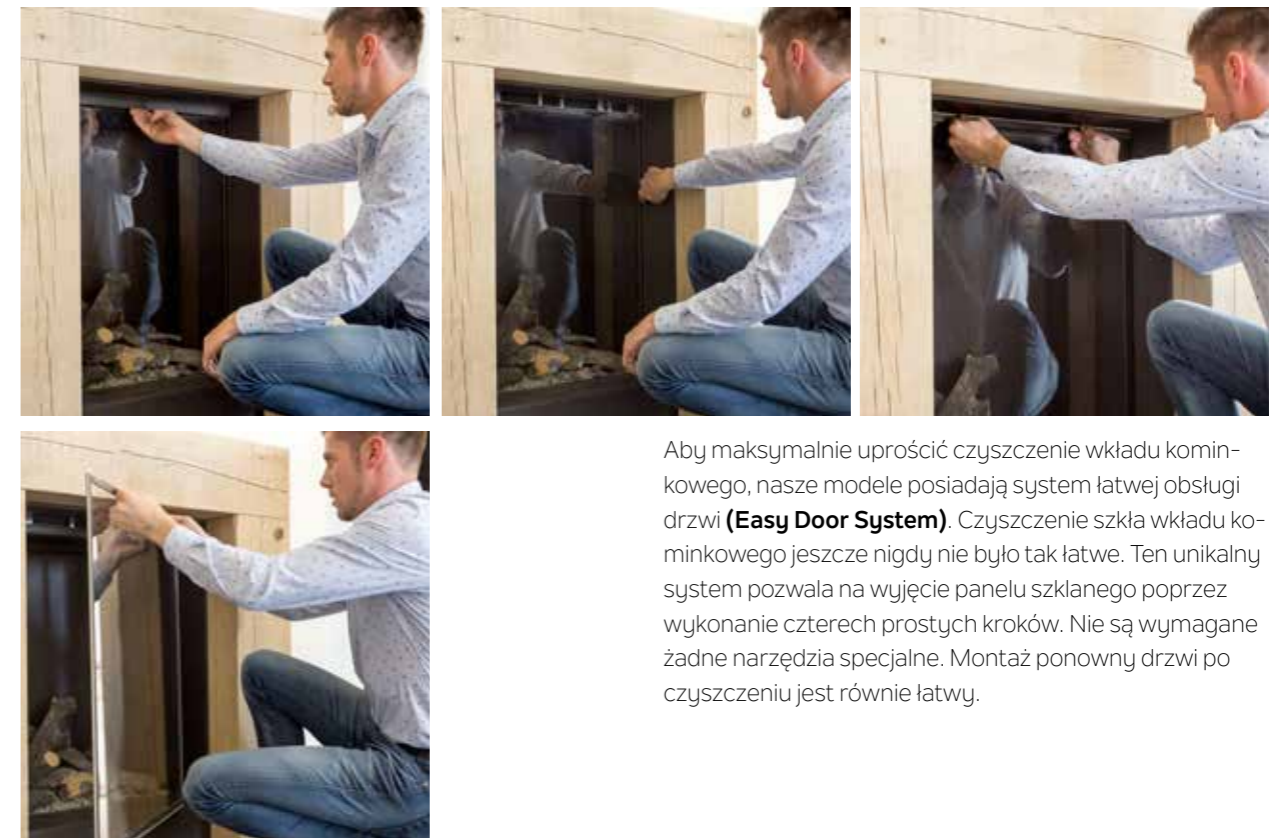 Aby maksymalnie uprościć czyszczenie wkładu komin-
kowego, nasze modele posiadają system łatwej obsługi
drzwi (Easy Door System). Czyszczenie szkła wkładu ko-
minkowego jeszcze nigdy nie było tak łatwe. Ten unikalny
system pozwala na wyjęcie panelu szklanego poprzez
wykonanie czterech prostych kroków. Nie są wymagane
żadne narzędzia specjalne. Montaż ponowny drzwi po
czyszczeniu jest równie łatwy.